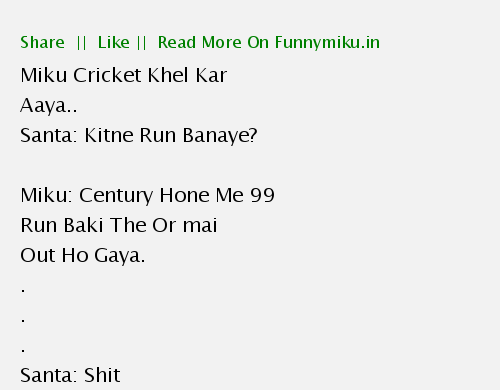 Share || Like || Read More On Funnymiku.in
Miku Cricket Khel Kar
Aaya..
Santa: Kitne Run Banaye?
Miku: Century Hone Me 99
Run Baki The Or mai
Out Ho Gaya.
.
.
.
Santa: Shit